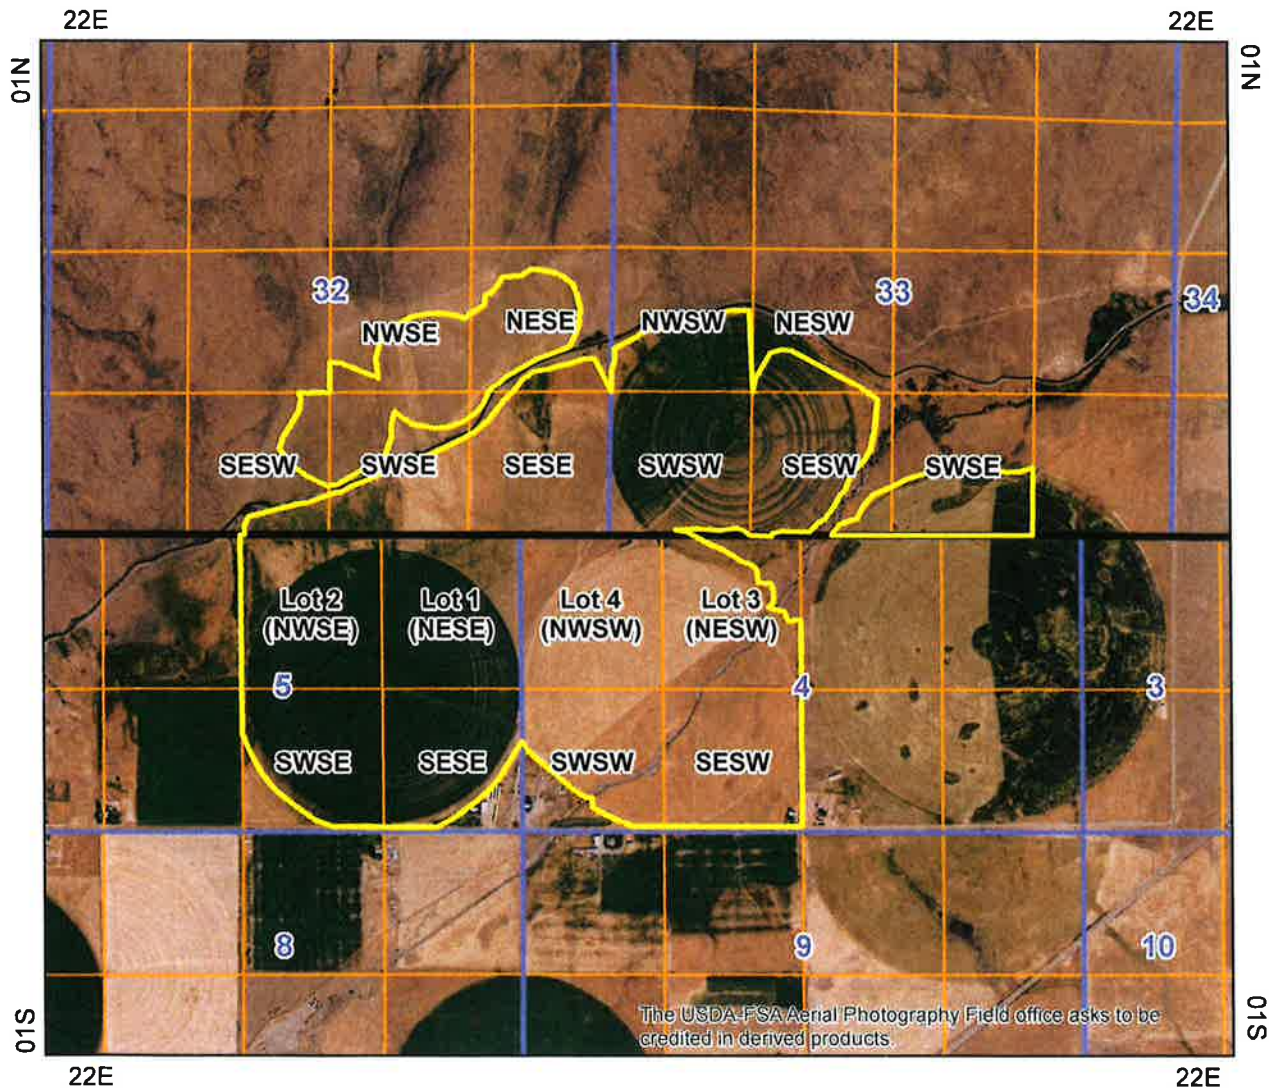 22E
22E
01N
01N
32
33
34
NWSE
NESE
NWSW
NESW
SESW
SWSE
SESE
SWSW
SESW
SWSE
Lot 2
(NWSE)
Lot 1
(NESE)
Lot 4
(NWSW)
Lot 3
(NESW)
5
4
3
SWSE
SESE
SWSW
SESW
8
9
10
The USDA-FSA Aerial Photography Field office asks to be
credited in derived products.
01S
01S
22E
22E